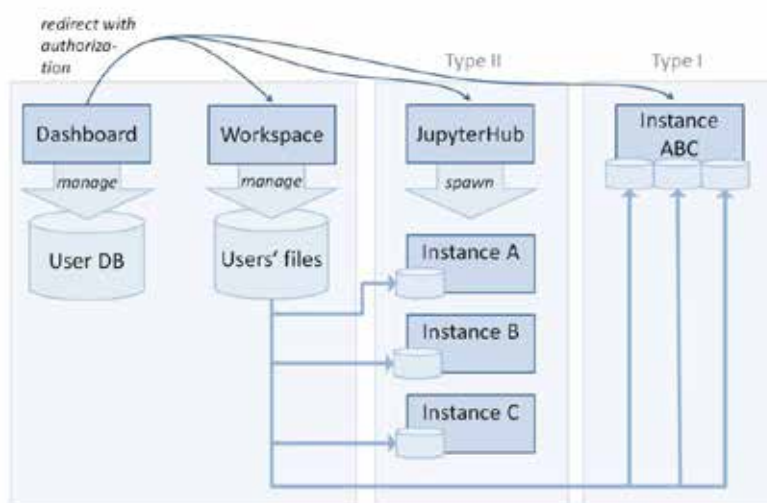 redirect with
authoriza-
tion
Type II
Type I
Dashboard
Workspace
JupyterHub
Instance
ABC
manage
manage
spawn
User DB
Users‘ files
Instance A
Instance B
Instance C